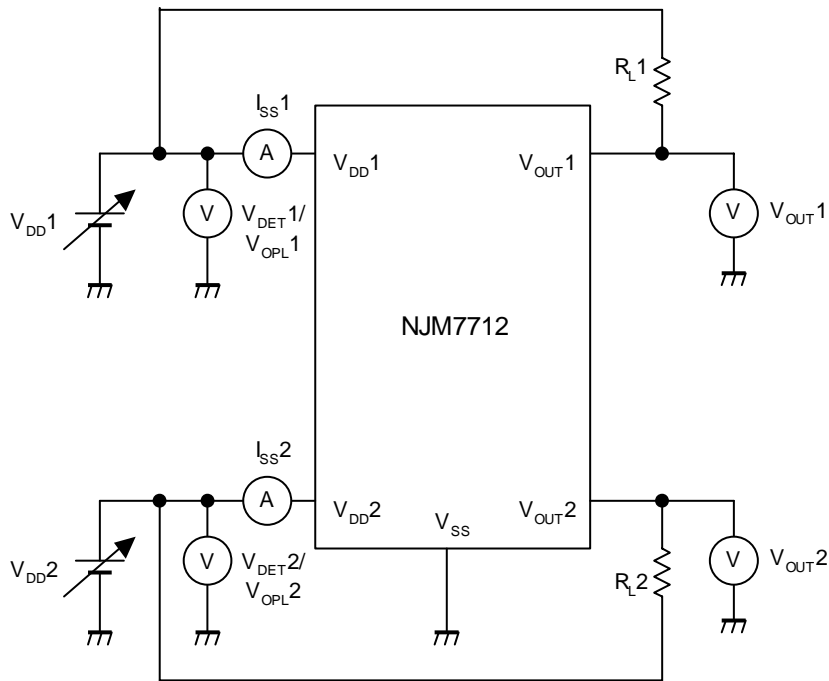 R_L1
I_SS1
A
V_DD1
V_OUT1
V_DD1
V
V_DET1/
V_OPL1
V
V_OUT1
NJM7712
I_SS2
A
V_DD2
V_SS
V_OUT2
V_DD2
V
V_DET2/
V_OPL2
R_L2
V
V_OUT2